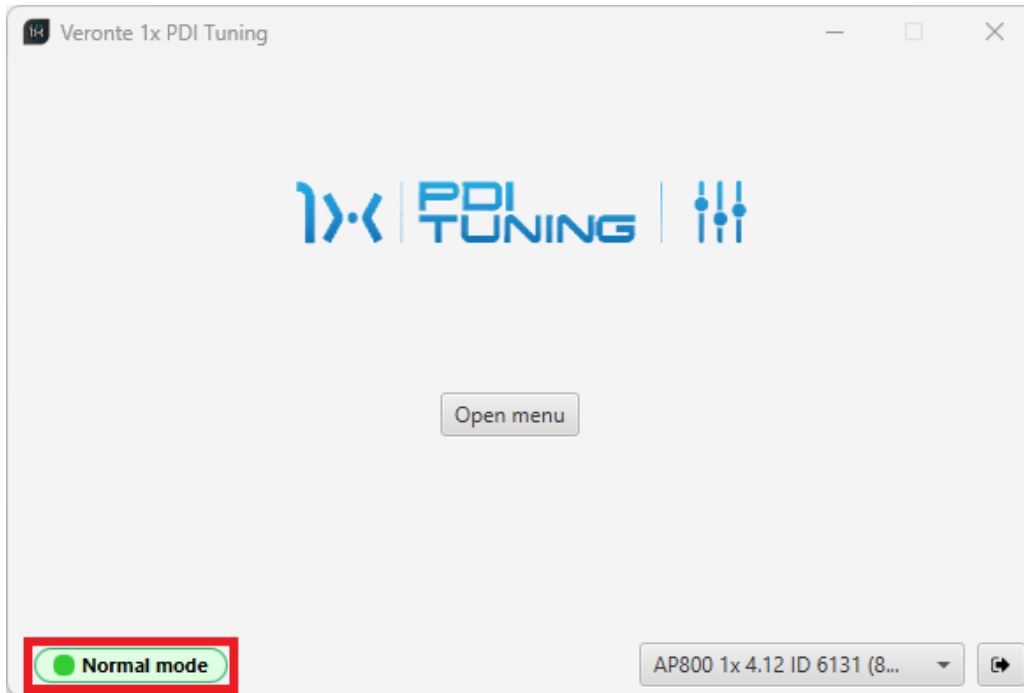 Veronte 1x PDI Tuning
1x PDI TUNING
Open menu
Normal mode
AP800 1x 4.12 ID 6131 (8...